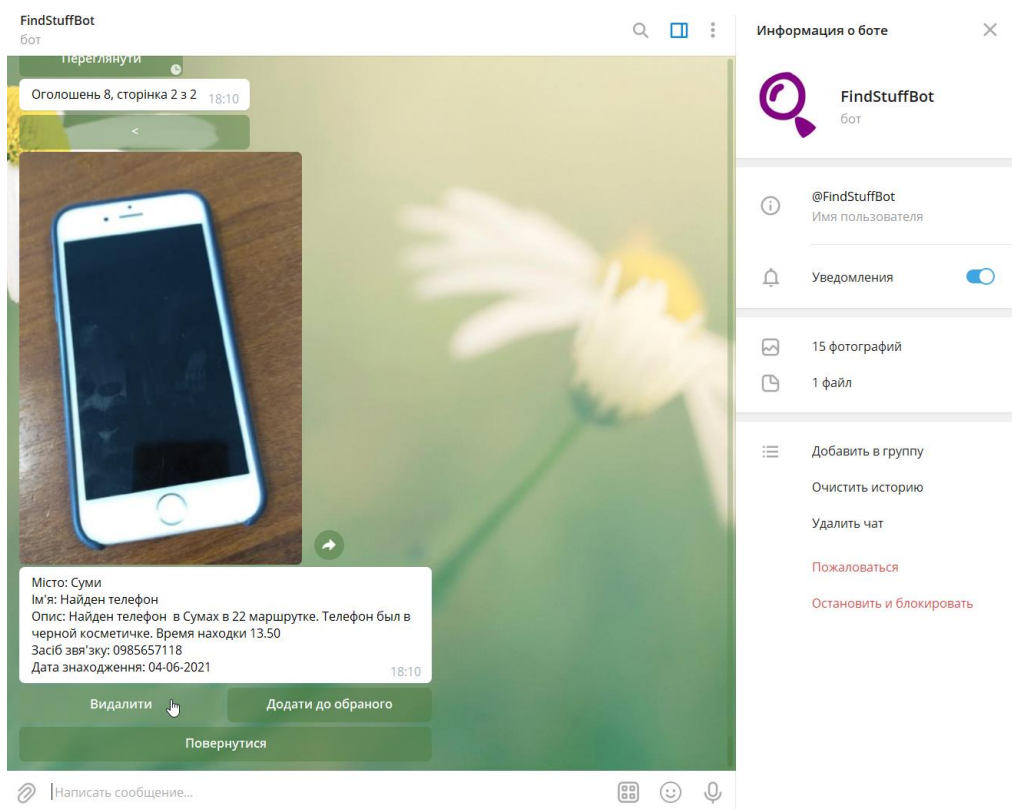 FindStuffBot
бот
Переглянути
Оголошень 8, сторінка 2 з 2 18:10
<
Місто: Суми
Ім'я: Найден телефон
Опис: Найден телефон в Сумах в 22 маршрутке. Телефон был в
черной косметичке. Время находки 13.50
Засіб звя'зку: 0985657118
Дата знаходження: 04-06-2021
18:10
Видалити
Додати до обраного
Повернутися
Написать сообщение...
Информация о боте
FindStuffBot
бот
@FindStuffBot
Имя пользователя
Уведомления
15 фотографий
1 файл
Добавить в группу
Очистить историю
Удалить чат
Пожаловаться
Остановить и блокировать